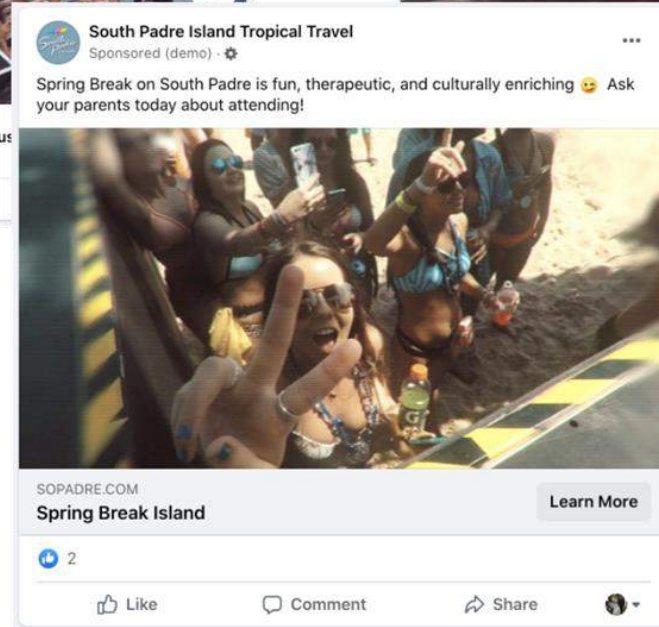 South Padre Island Tropical Travel
Sponsored (demo) ·
Spring Break on South Padre is fun, therapeutic, and culturally enriching 😜 Ask
your parents today about attending!
us
G
SOPADRE.COM
Spring Break Island
Learn More
2
Like
Comment
Share